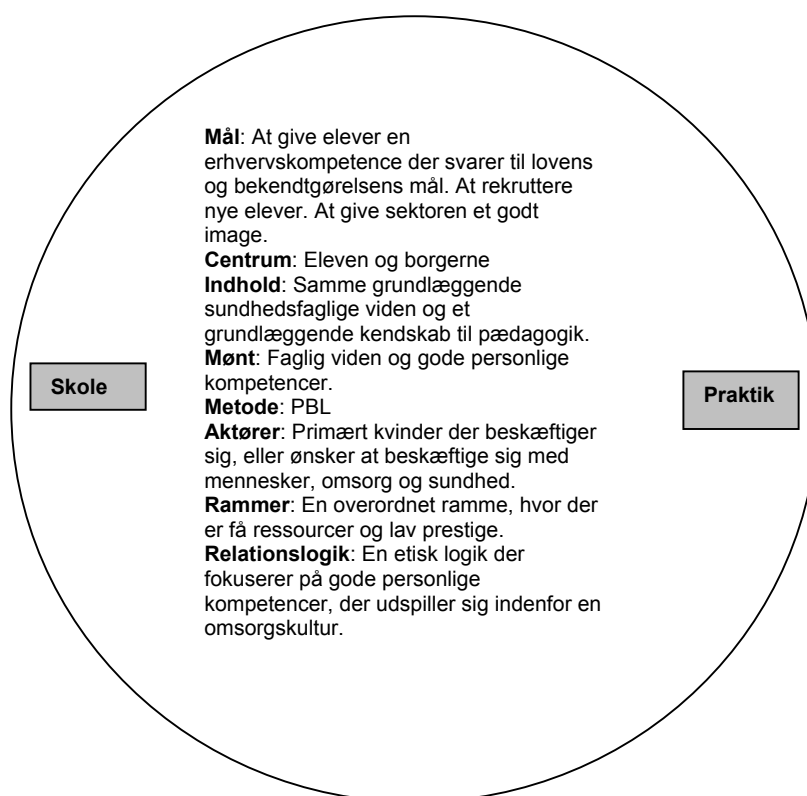 Mål: At give elever en
erhvervskompetence der svarer til lovens
og bekendtgørelsens mål. At rekruttere
nye elever. At give sektoren et godt
image.
Centrum: Eleven og borgerne
Indhold: Samme grundlæggende
sundhedsfaglige viden og et
grundlæggende kendskab til pædagogik.
Mønt: Faglig viden og gode personlige
kompetencer.
Metode: PBL
Aktører: Primært kvinder der beskæftiger
sig, eller ønsker at beskæftige sig med
mennesker, omsorg og sundhed.
Rammer: En overordnet ramme, hvor der
er få ressourcer og lav prestige.
Relationslogik: En etisk logik der
fokuserer på gode personlige
kompetencer, der udspiller sig indenfor en
omsorgskultur.
Skole
Praktik